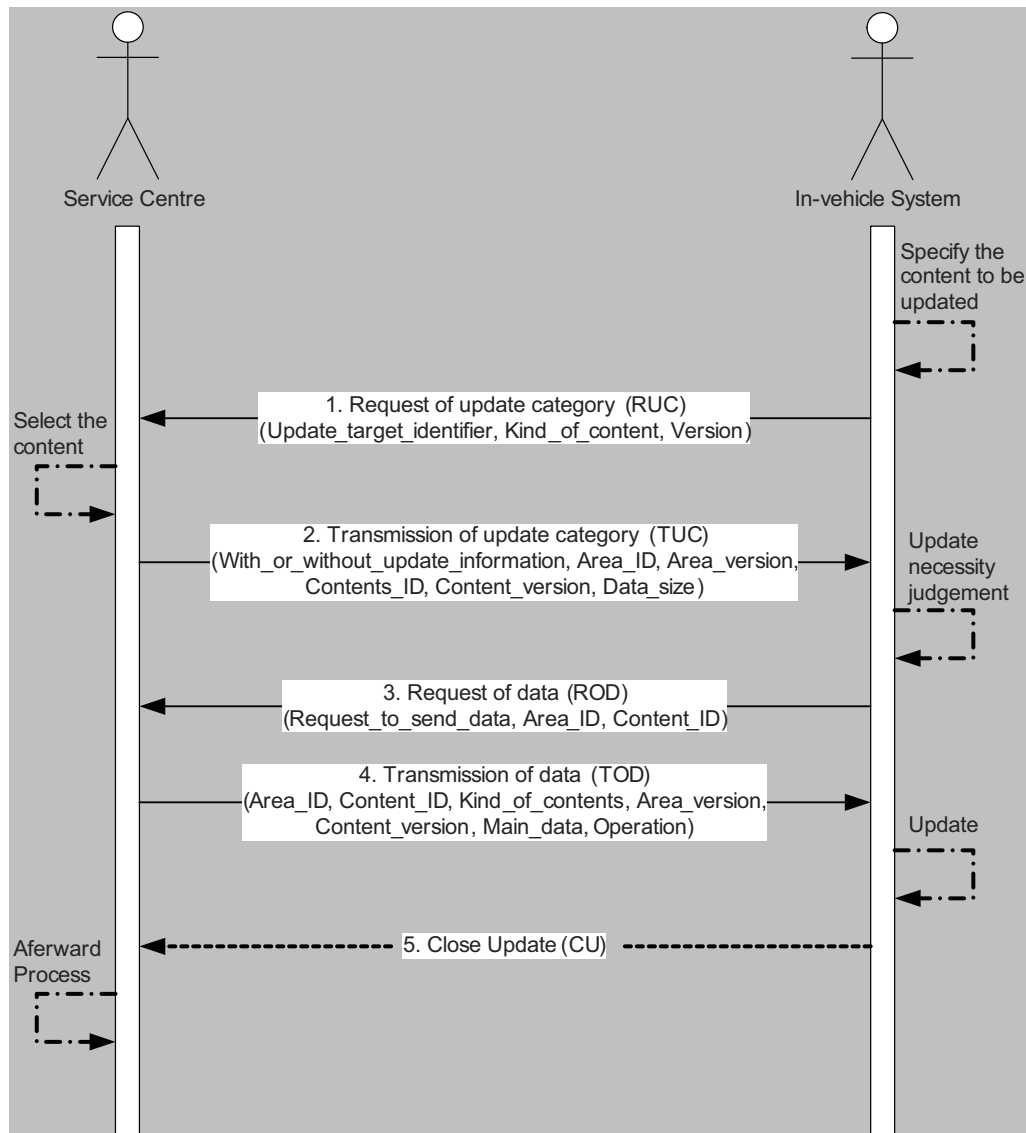 Service Centre
In-vehicle System
Specify the
content to be
updated
1. Request of update category (RUC)
(Update_target_identifier, Kind_of_content, Version)
Select the
content
2. Transmission of update category (TUC)
(With_or_without_update_information, Area_ID, Area_version,
Contents_ID, Content_version, Data_size)
Update
necessity
judgement
3. Request of data (ROD)
(Request_to_send_data, Area_ID, Content_ID)
4. Transmission of data (TOD)
(Area_ID, Content_ID, Kind_of_contents, Area_version,
Content_version, Main_data, Operation)
Update
5. Close Update (CU)
Aferward
Process